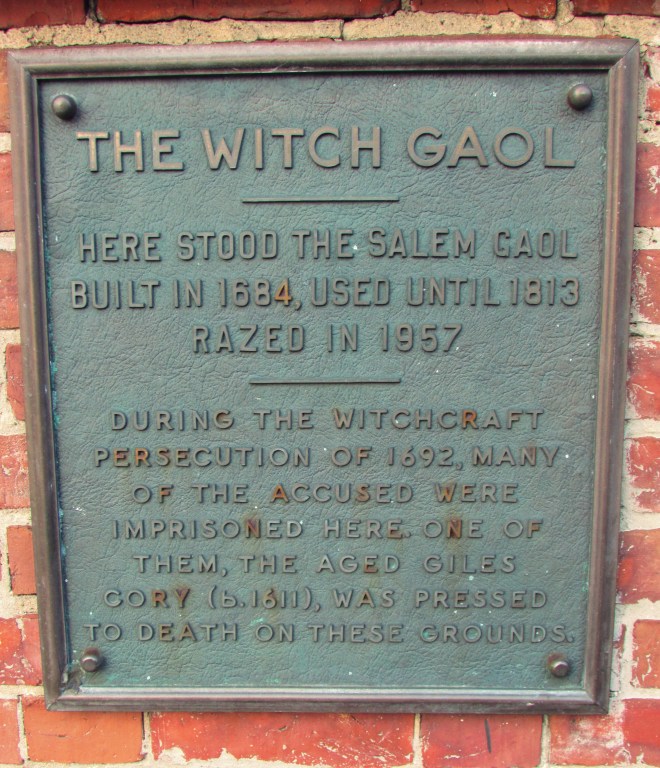 THE WITCH GAOL
HERE STOOD THE SALEM GAOL
BUILT IN 1684, USED UNTIL 1813
RAZED IN 1957
DURING THE WITCHCRAFT
PERSECUTION OF 1692, MANY
OF THE ACCUSED WERE
IMPRISONED HERE. ONE OF
THEM, THE AGED GILES
CORY (b.1611), WAS PRESSED
TO DEATH ON THESE GROUNDS.